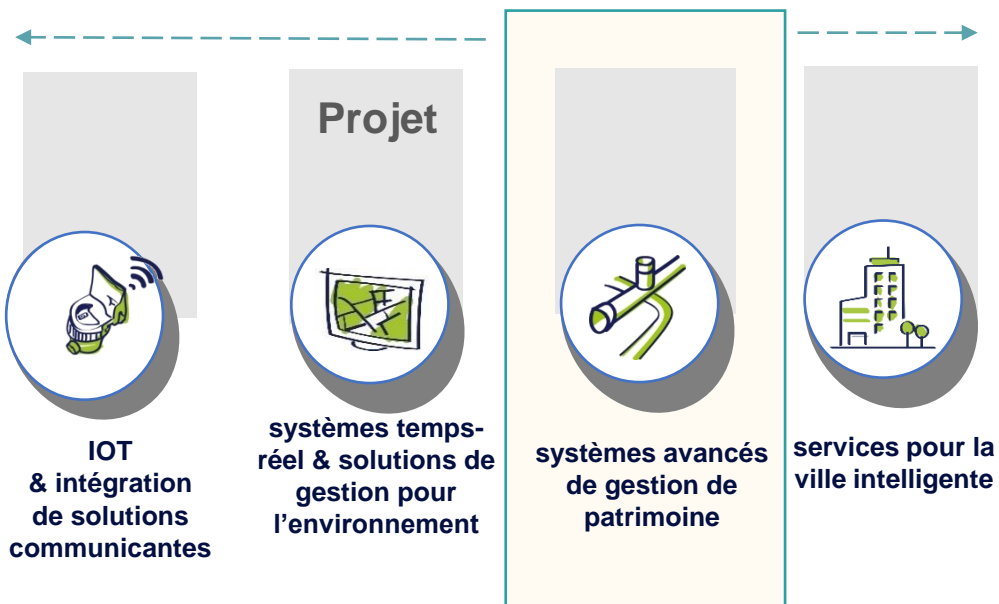 Projet
IOT
& intégration
de solutions
communicantes
systèmes temps-
réel & solutions de
gestion pour
l'environnement
systèmes avancés
de gestion de
patrimoine
services pour la
ville intelligente